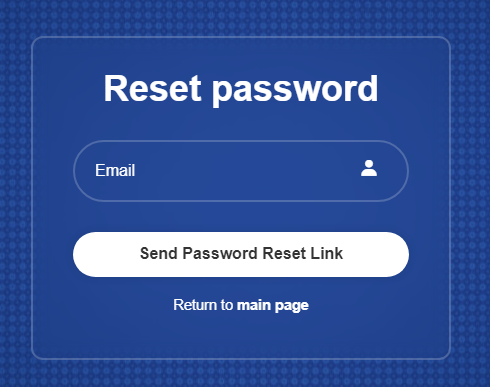 Reset password
Email
Send Password Reset Link
Return to main page